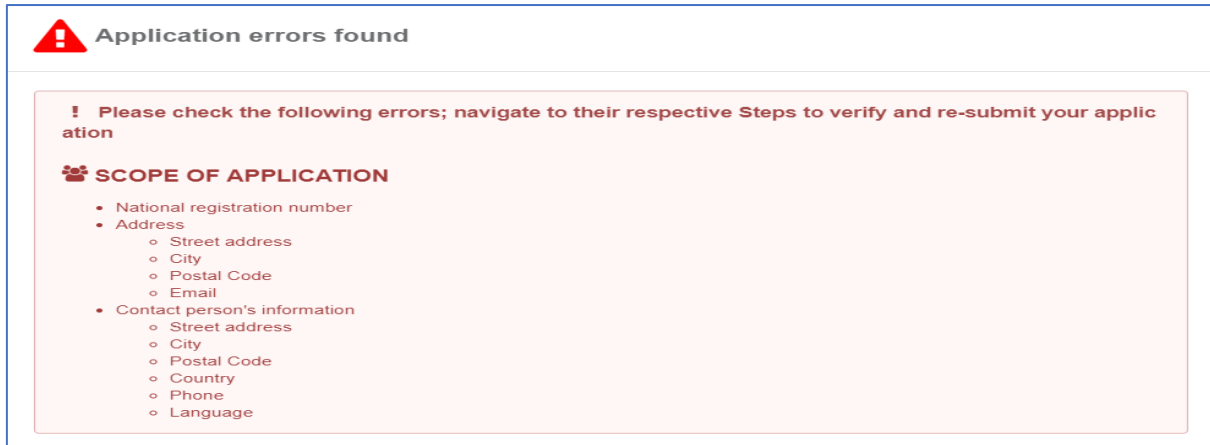 Application errors found
! Please check the following errors; navigate to their respective Steps to verify and re-submit your applic
ation
SCOPE OF APPLICATION
• National registration number
• Address
○ Street address
○ City
○ Postal Code
○ Email
• Contact person's information
○ Street address
○ City
○ Postal Code
○ Country
○ Phone
○ Language